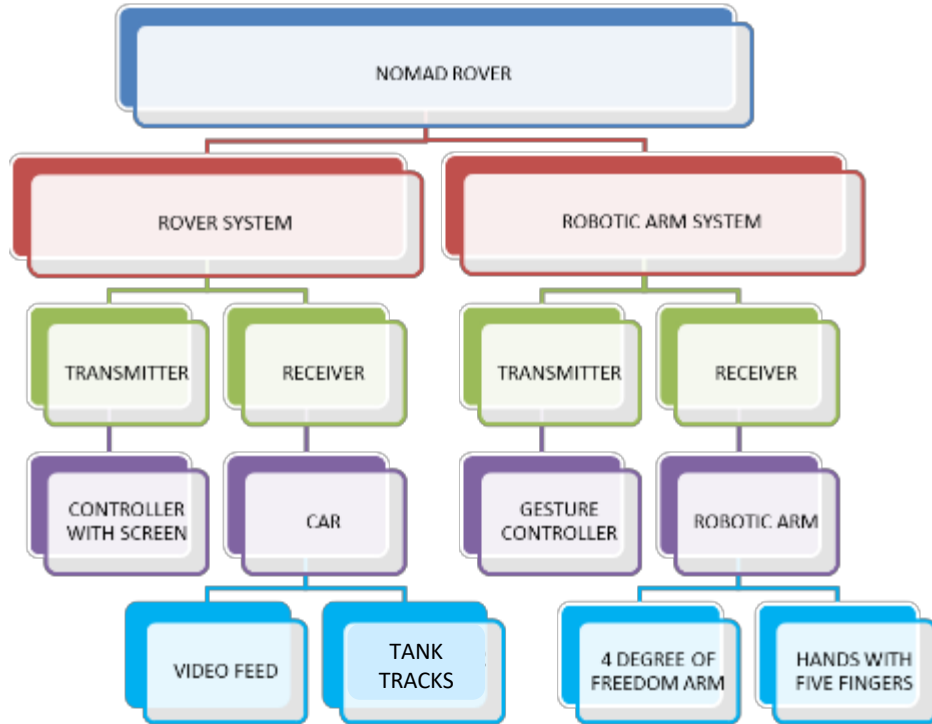 NOMAD ROVER
ROVER SYSTEM
ROBOTIC ARM SYSTEM
TRANSMITTER
RECEIVER
TRANSMITTER
RECEIVER
CONTROLLER
WITH SCREEN
CAR
GESTURE
CONTROLLER
ROBOTIC ARM
VIDEO FEED
TANK
TRACKS
4 DEGREE OF
FREEDOM ARM
HANDS WITH
FIVE FINGERS